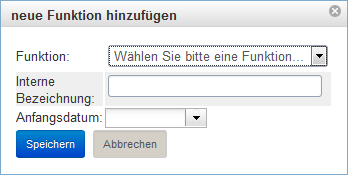 neue Funktion hinzufügen
Funktion: Wählen Sie bitte eine Funktion...
Interne
Bezeichnung:
Anfangsdatum:
Speichern Abbrechen